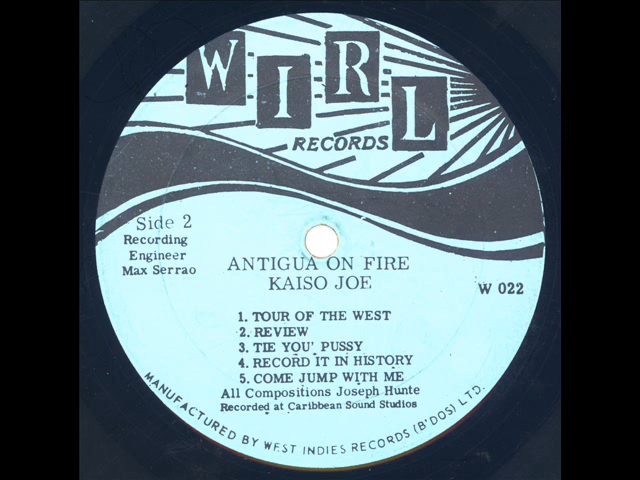 WIRL
RECORDS
Side 2
Recording
Engineer
Max Serrao
ANTIGUA ON FIRE
KAISO JOE
W 022
1. TOUR OF THE WEST
2. REVIEW
3. TIE YOU' PUSSY
4. RECORD IT IN HISTORY
5. COME JUMP WITH ME
All Compositions Joseph Hunte
Recorded at Caribbean Sound Studios
MANUFACTURED BY WEST INDIES RECORDS (B'DOS) LTD.